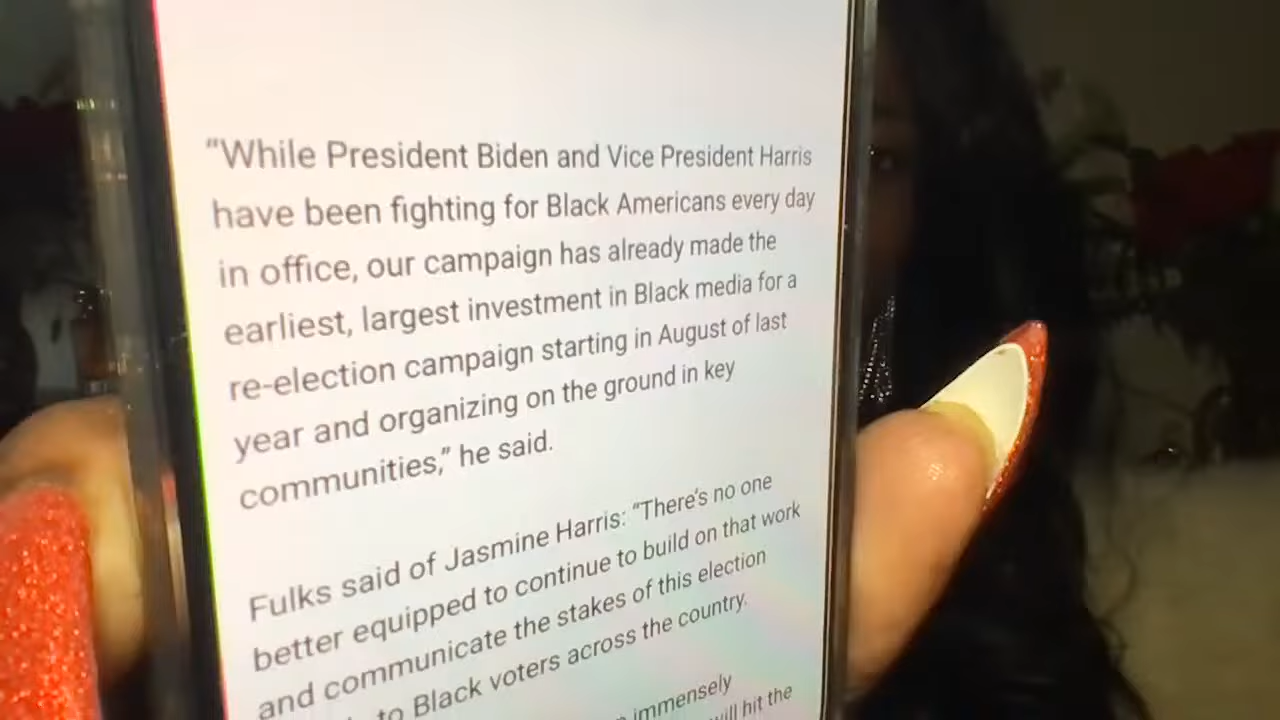 “While President Biden and Vice President Harris
have been fighting for Black Americans every day
in office, our campaign has already made the
earliest, largest investment in Black media for a
re-election campaign starting in August of last
year and organizing on the ground in key
communities,” he said.
Fulks said of Jasmine Harris: “There's no one
better equipped to continue to build on that work
and communicate the stakes of this election
to Black voters across the country.
immensely
will hit the